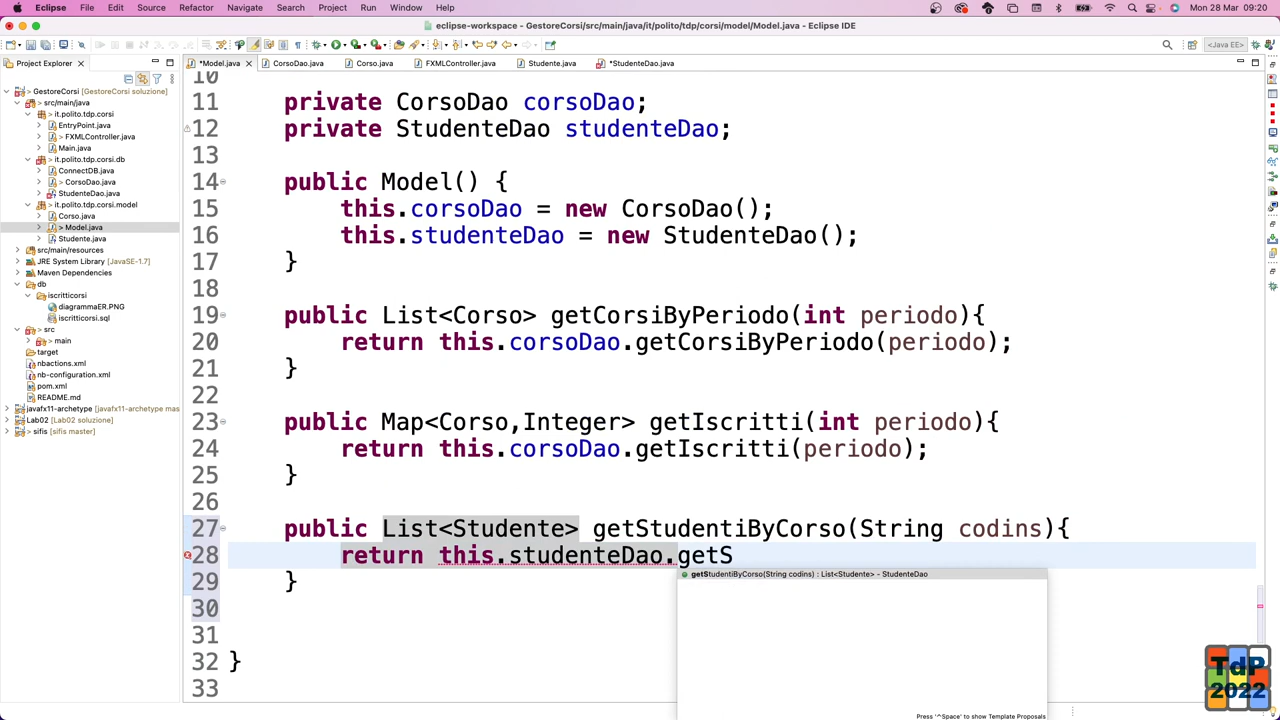 Eclipse File Edit Source Refactor Navigate Search Project Run Window Help Mon 28 Mar 09:20
eclipse-workspace - GestoreCorsi/src/main/java/it/polito/tdp/corsi/model/Model.java - Eclipse IDE
<Java EE>
Project Explorer
*Model.java CorsoDao.java Corso.java FXMLController.java Studente.java *StudenteDao.java
GestoreCorsi [GestoreCorsi soluzione]
src/main/java
it.polito.tdp.corsi
EntryPoint.java
> FXMLController.java
Main.java
it.polito.tdp.corsi.db
ConnectDB.java
> CorsoDao.java
StudenteDao.java
it.polito.tdp.corsi.model
Corso.java
> Model.java
Studente.java
src/main/resources
JRE System Library [JavaSE-1.7]
Maven Dependencies
db
iscritticorsi
diagrammaER.PNG
iscritticorsi.sql
src
main
target
nbactions.xml
nb-configuration.xml
pom.xml
README.md
javafx11-archetype [javafx11-archetype mas
Lab02 [Lab02 soluzione]
sifis [sifis master]
10
11 private CorsoDao corsoDao;
12 private StudenteDao studenteDao;
13
14 public Model() {
15 this.corsoDao = new CorsoDao();
16 this.studenteDao = new StudenteDao();
17 }
18
19 public List<Corso> getCorsiByPeriodo(int periodo){
20 return this.corsoDao.getCorsiByPeriodo(periodo);
21 }
22
23 public Map<Corso,Integer> getIscritti(int periodo){
24 return this.corsoDao.getIscritti(periodo);
25 }
26
27 public List<Studente> getStudentiByCorso(String codins){
28 return this.studenteDao.getS
29 }
30
31
32 }
33
getStudentiByCorso(String codins) : List<Studente> - StudenteDao
Press '^Space' to show Template Proposals
TdP
2022